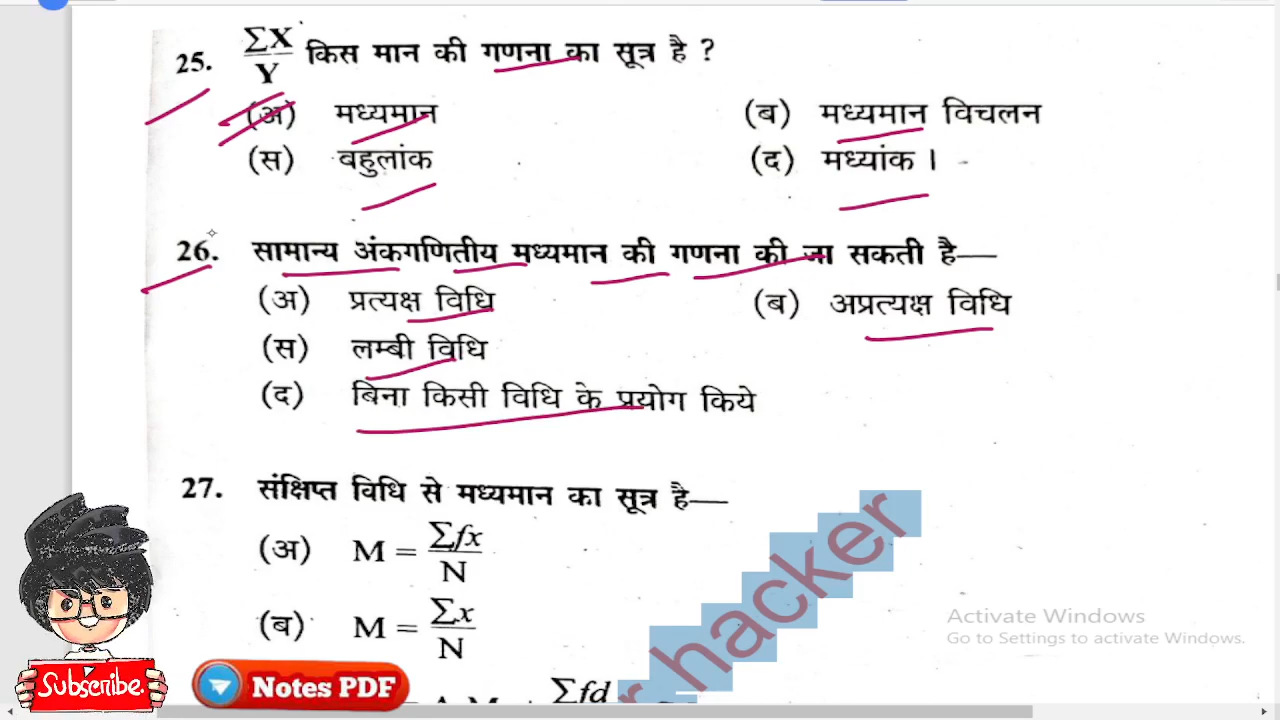 25. ΣX/Y किस मान की गणना का सूत्र है ?
(अ) मध्यमान (ब) मध्यमान विचलन
(स) बहुलांक (द) मध्यांक ।
26. सामान्य अंकगणितीय मध्यमान की गणना की जा सकती है—
(अ) प्रत्यक्ष विधि (ब) अप्रत्यक्ष विधि
(स) लम्बी विधि
(द) बिना किसी विधि के प्रयोग किये
27. संक्षिप्त विधि से मध्यमान का सूत्र है—
(अ) M = Σfx/N
(ब) M = Σx/N
Σfd
hacker
Activate Windows
Go to Settings to activate Windows.
Subscribe.
Notes PDF